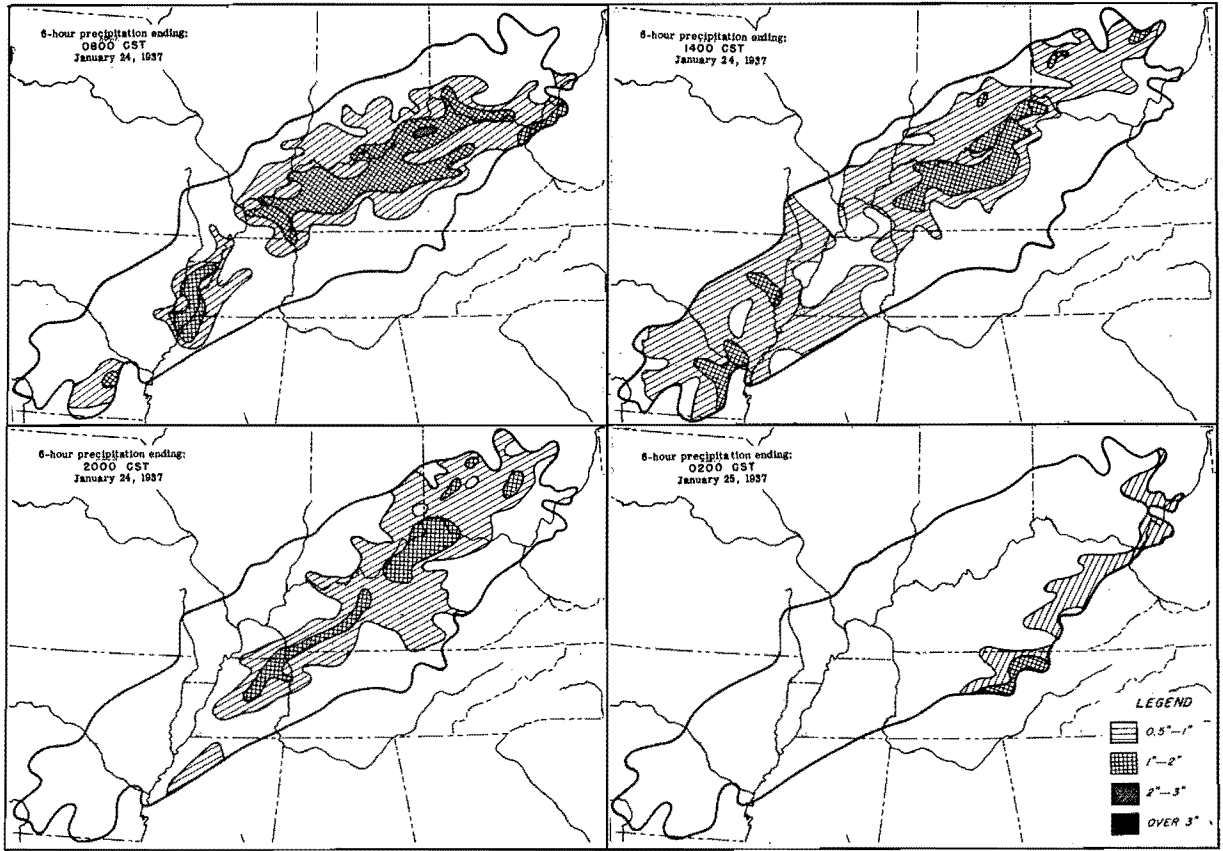 6-hour precipitation ending:
0800 CST
January 24, 1937
6-hour precipitation ending:
1400 CST
January 24, 1937
6-hour precipitation ending:
2000 CST
January 24, 1937
6-hour precipitation ending:
0200 CST
January 25, 1937
LEGEND
0.5"–1"
1"–2"
2"–3"
OVER 3"